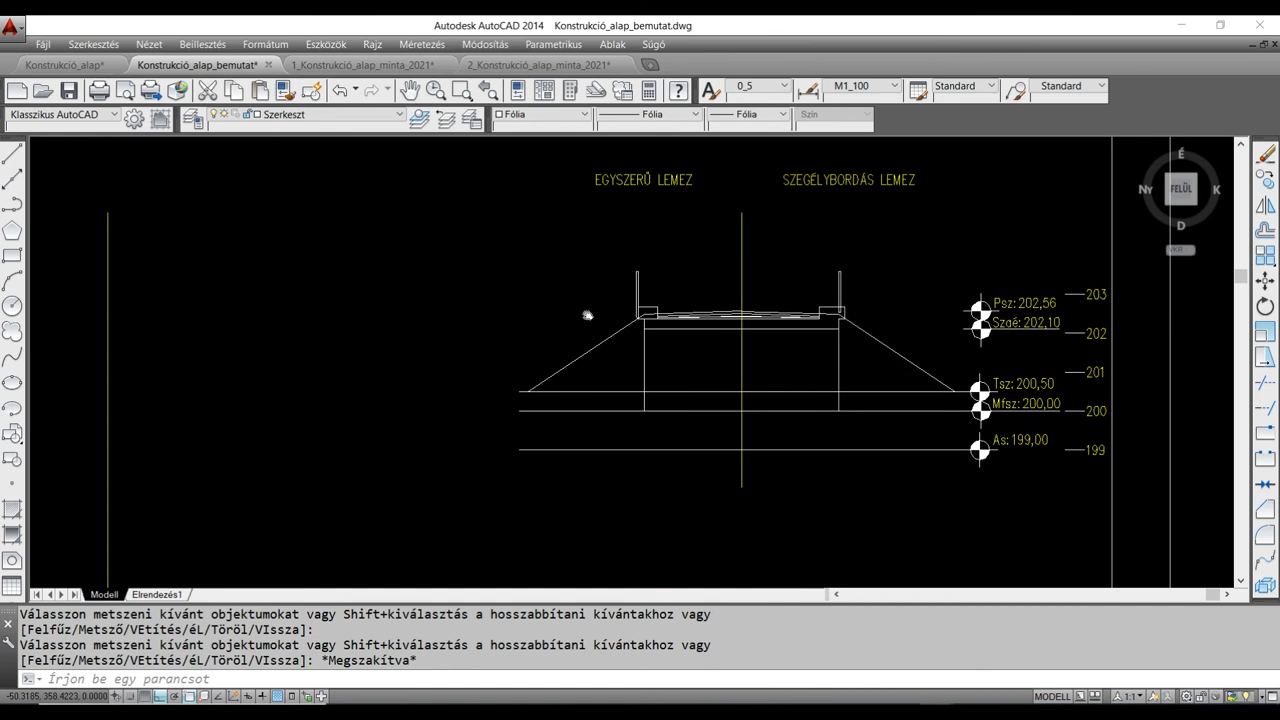 Autodesk AutoCAD 2014 Konstrukció_alap_bemutat.dwg
Fájl Szerkesztés Nézet Beillesztés Formátum Eszközök Rajz Méretezés Módosítás Parametrikus Ablak Súgó
Konstrukció_alap* Konstrukció_alap_bemutat* 1_Konstrukció_alap_minta_2021* 2_Konstrukció_alap_minta_2021*
0_5 M1_100 Standard Standard
Klasszikus AutoCAD Szerkeszt Fólia Fólia Fólia Szín
EGYSZERŰ LEMEZ SZEGÉLYBORDÁS LEMEZ
É
NY FELÜL K
D
VKR
203
Psz: 202,56
Szaé: 202,10
202
201
Tsz: 200,50
Mfsz: 200,00
200
As: 199,00
199
Modell Elrendezés1
Válasszon metszeni kívánt objektumokat vagy Shift+kiválasztás a hosszabbítani kívántakhoz vagy
[Felfűz/Metsző/VEtítés/éL/Töröl/VIssza]:
Válasszon metszeni kívánt objektumokat vagy Shift+kiválasztás a hosszabbítani kívántakhoz vagy
[Felfűz/Metsző/VEtítés/éL/Töröl/VIssza]: *Megszakítva*
Írjon be egy parancsot
-50.3185, 358.4223, 0.0000 MODELL 1:1